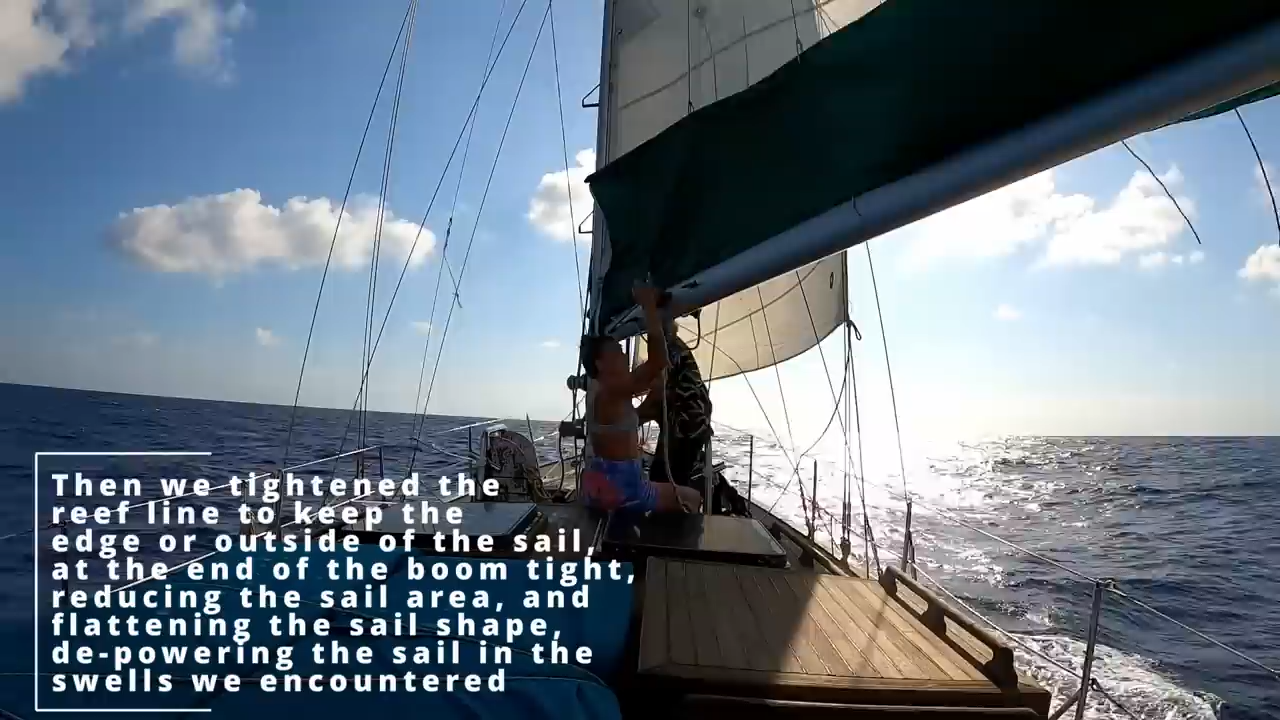 Then we tightened the
reef line to keep the
edge or outside of the sail,
at the end of the boom tight,
reducing the sail area, and
flattening the sail shape,
de-powering the sail in the
swells we encountered